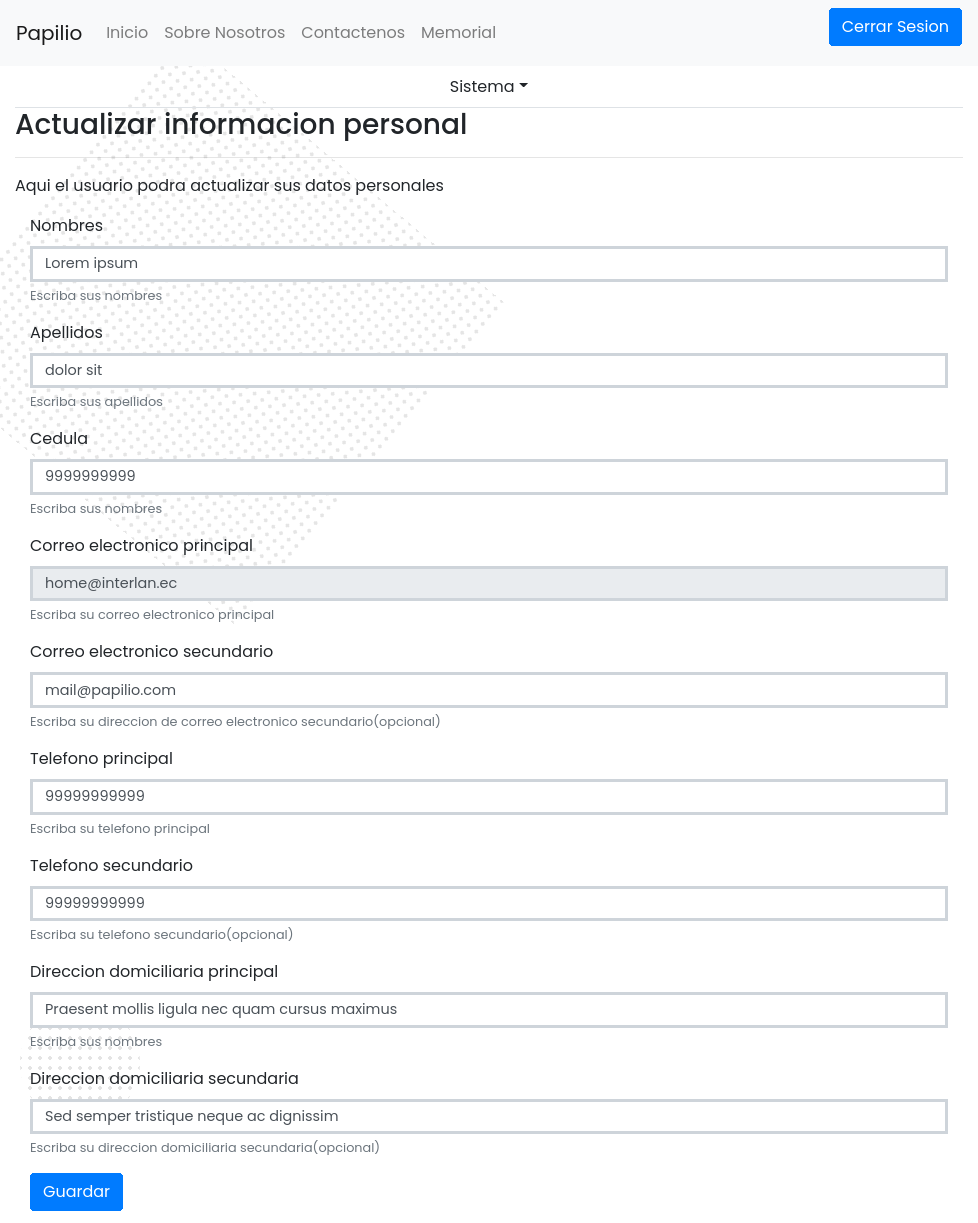 Papilio Inicio Sobre Nosotros Contactenos Memorial Cerrar Sesion
Sistema
Actualizar informacion personal
Aqui el usuario podra actualizar sus datos personales
Nombres
Lorem ipsum
Escriba sus nombres
Apellidos
dolor sit
Escriba sus apellidos
Cedula
9999999999
Escriba sus nombres
Correo electronico principal
home@interlan.ec
Escriba su correo electronico principal
Correo electronico secundario
mail@papilio.com
Escriba su direccion de correo electronico secundario(opcional)
Telefono principal
99999999999
Escriba su telefono principal
Telefono secundario
99999999999
Escriba su telefono secundario(opcional)
Direccion domiciliaria principal
Praesent mollis ligula nec quam cursus maximus
Escriba sus nombres
Direccion domiciliaria secundaria
Sed semper tristique neque ac dignissim
Escriba su direccion domiciliaria secundaria(opcional)
Guardar